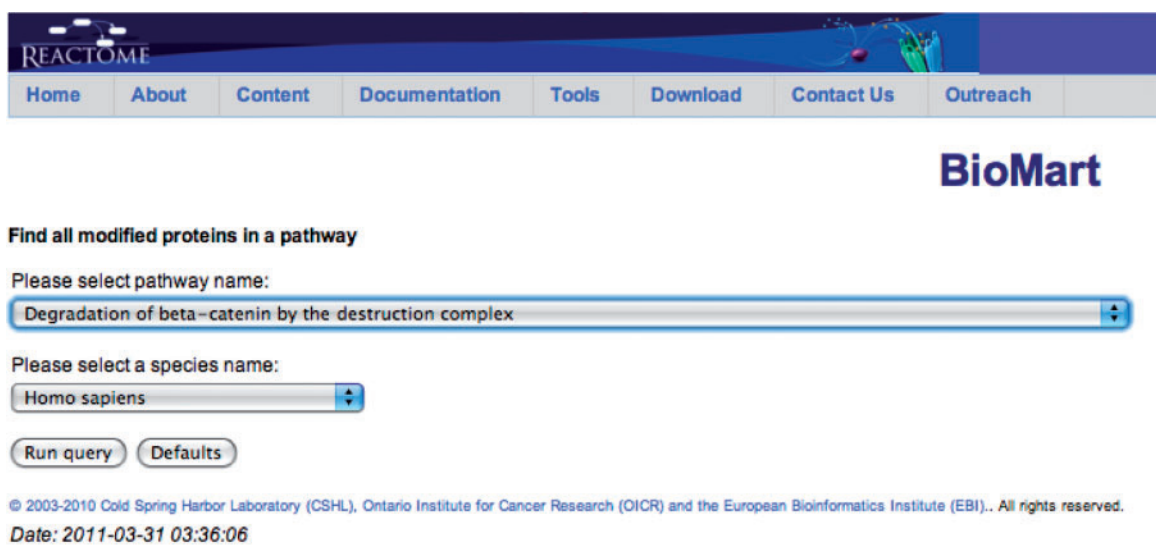 REACTOME
Home About Content Documentation Tools Download Contact Us Outreach
BioMart
Find all modified proteins in a pathway
Please select pathway name:
Degradation of beta-catenin by the destruction complex
Please select a species name:
Homo sapiens
Run query Defaults
© 2003-2010 Cold Spring Harbor Laboratory (CSHL), Ontario Institute for Cancer Research (OICR) and the European Bioinformatics Institute (EBI).. All rights reserved.
Date: 2011-03-31 03:36:06